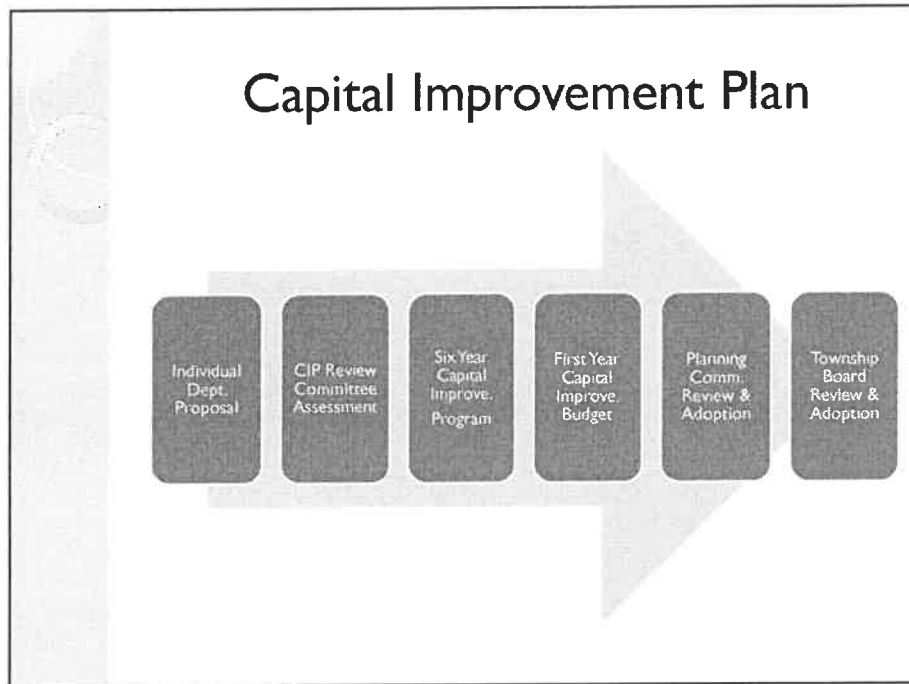 Capital Improvement Plan
Individual
Dept.
Proposal
CIP Review
Committee
Assessment
Six Year
Capital
Improve.
Program
First Year
Capital
Improve.
Budget
Planning
Comm.
Review &
Adoption
Township
Board
Review &
Adoption